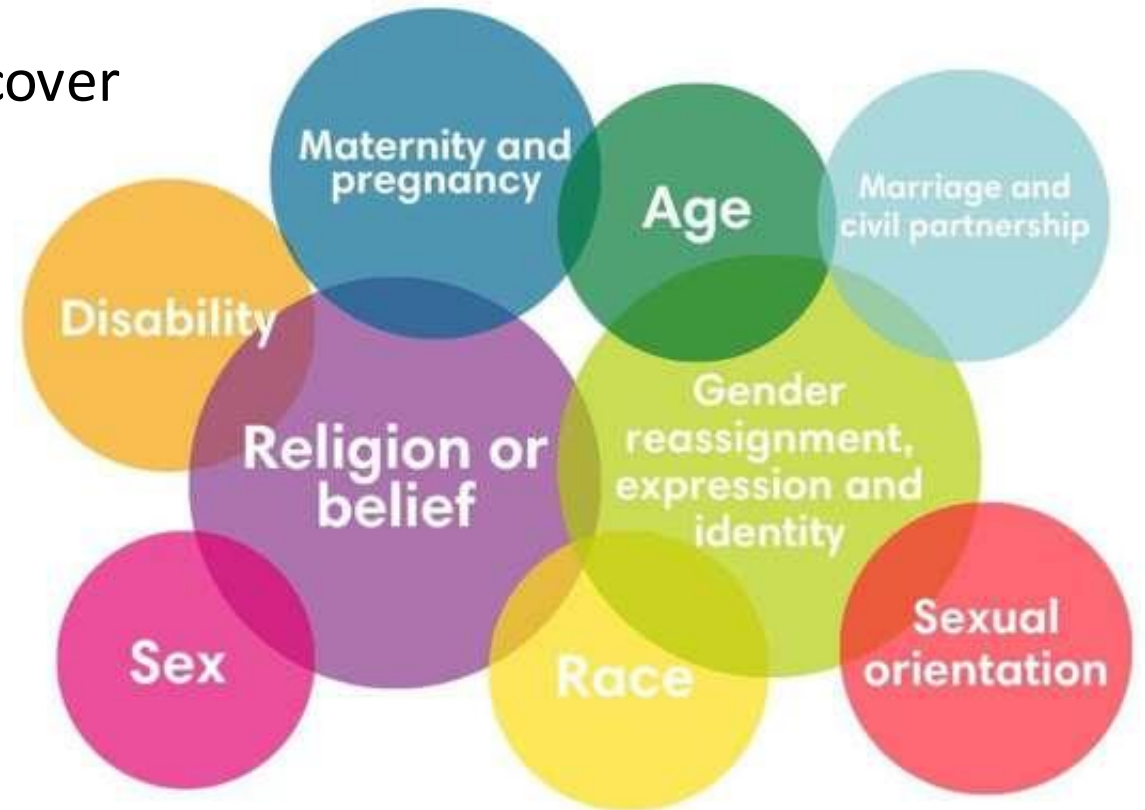 cover
Maternity and
pregnancy
Age
Marriage and
civil partnership
Disability
Religion or
belief
Gender
reassignment,
expression and
identity
Sex
Race
Sexual
orientation